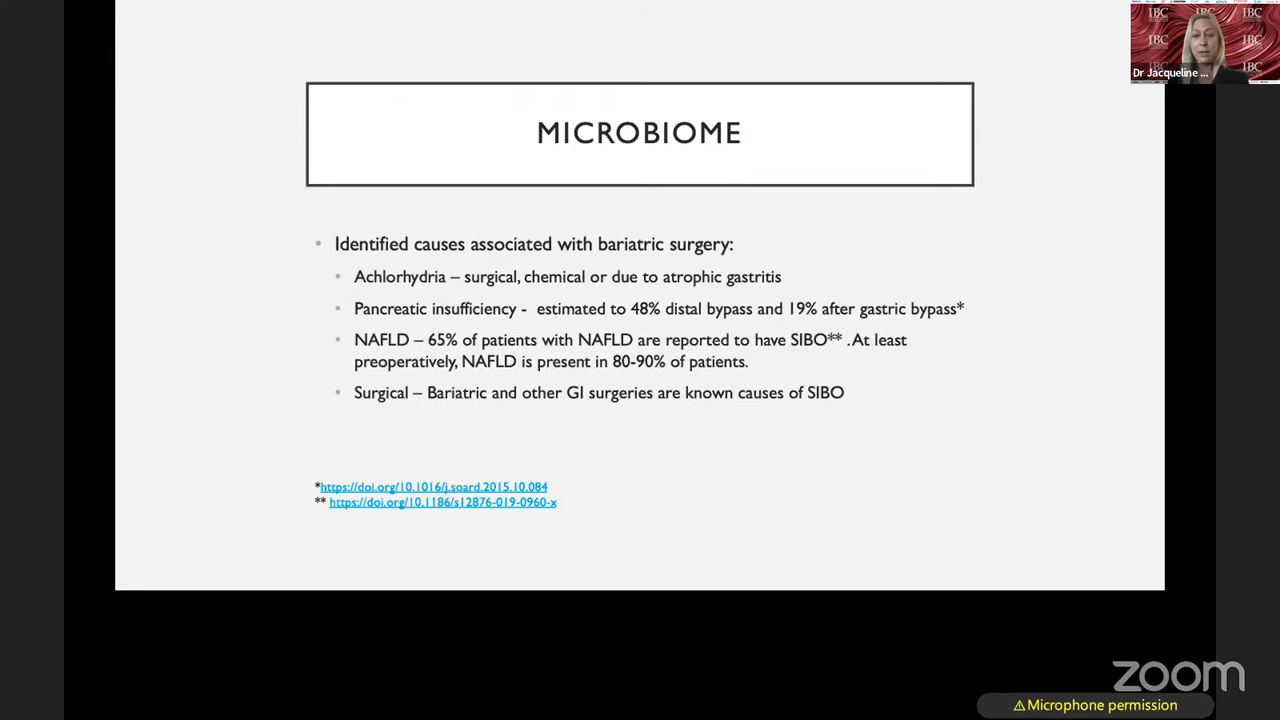 IBC
IBC
IBC
IBC
IBC
IBC
Dr Jacqueline ...
MICROBIOME
• Identified causes associated with bariatric surgery:
• Achlorhydria – surgical, chemical or due to atrophic gastritis
• Pancreatic insufficiency - estimated to 48% distal bypass and 19% after gastric bypass*
• NAFLD – 65% of patients with NAFLD are reported to have SIBO** . At least
preoperatively, NAFLD is present in 80-90% of patients.
• Surgical – Bariatric and other GI surgeries are known causes of SIBO
*https://doi.org/10.1016/j.soard.2015.10.084
** https://doi.org/10.1186/s12876-019-0960-x
zoom
⚠Microphone permission